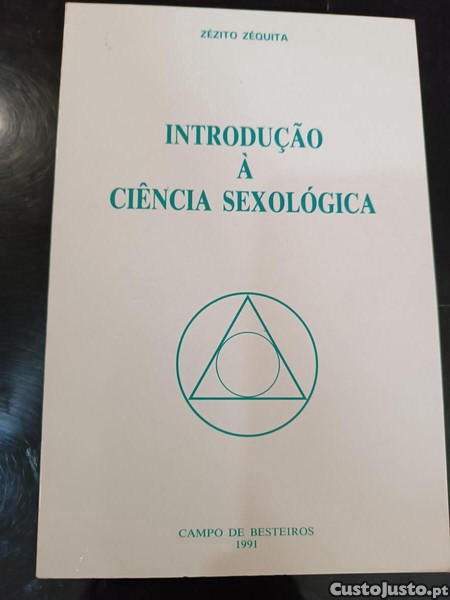 ZÉZITO ZÉQUITA
INTRODUÇÃO
À
CIÊNCIA SEXOLÓGICA
CAMPO DE BESTEIROS
1991
CustoJusto.pt